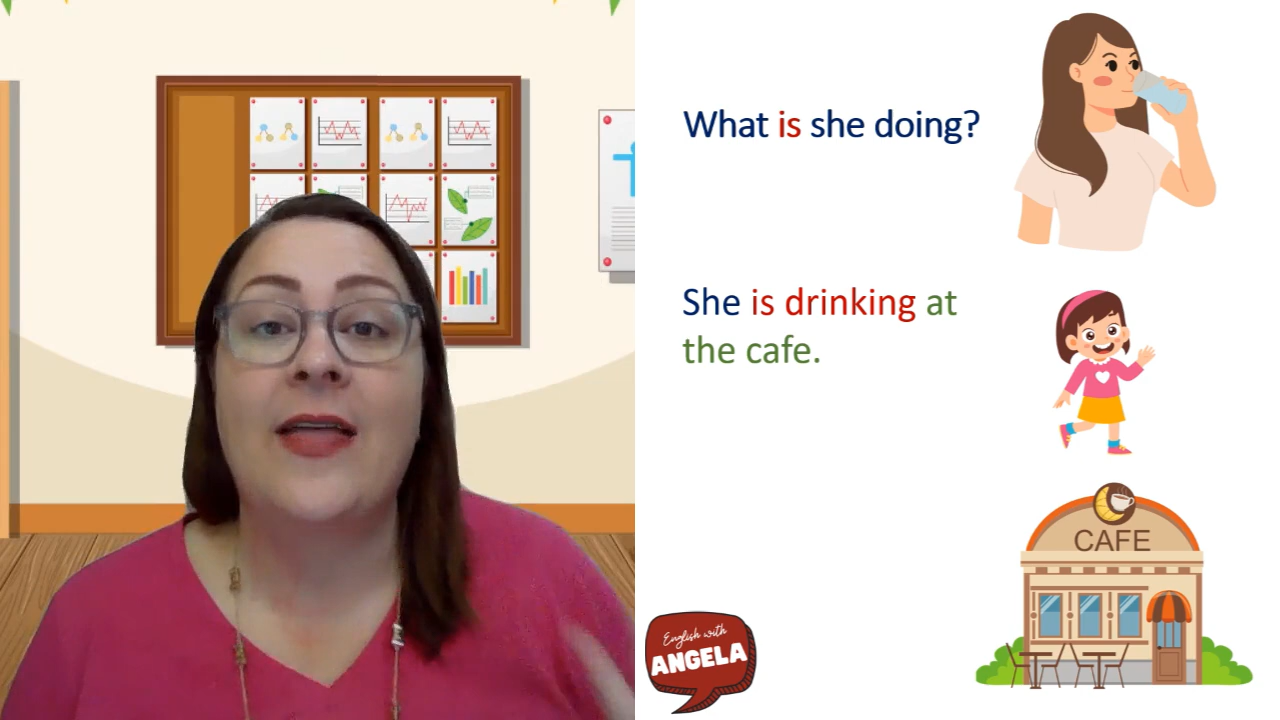 What is she doing?
She is drinking at
the cafe.
CAFE
English with
ANGELA